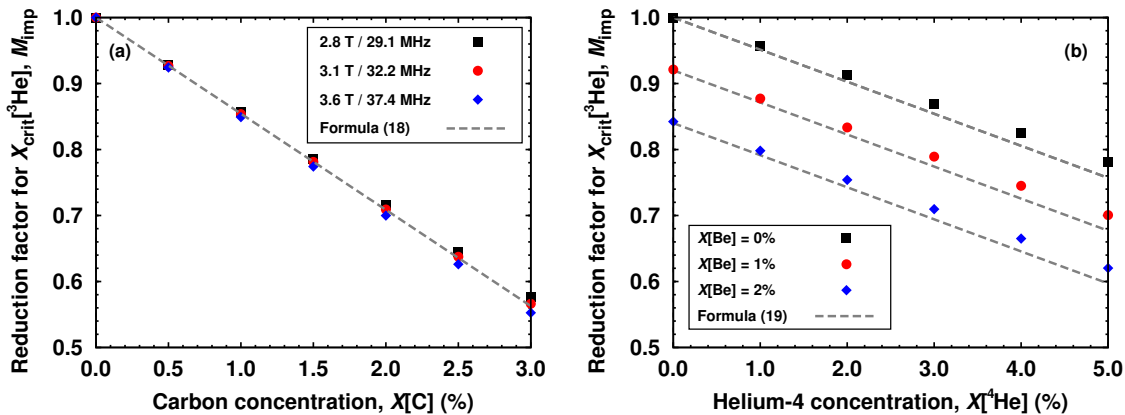 Reduction factor for Xcrit[³He], Mimp
1.0
0.9
0.8
0.7
0.6
0.5
(a)
2.8 T / 29.1 MHz
3.1 T / 32.2 MHz
3.6 T / 37.4 MHz
Formula (18)
0.0 0.5 1.0 1.5 2.0 2.5 3.0
Carbon concentration, X[C] (%)
Reduction factor for Xcrit[³He], Mimp
1.0
0.9
0.8
0.7
0.6
0.5
(b)
X[Be] = 0%
X[Be] = 1%
X[Be] = 2%
Formula (19)
0.0 1.0 2.0 3.0 4.0 5.0
Helium-4 concentration, X[⁴He] (%)